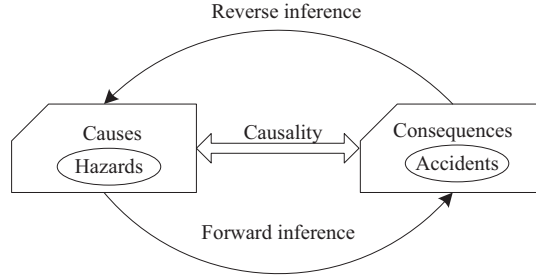 Reverse inference
Causes
Hazards
Causality
Consequences
Accidents
Forward inference